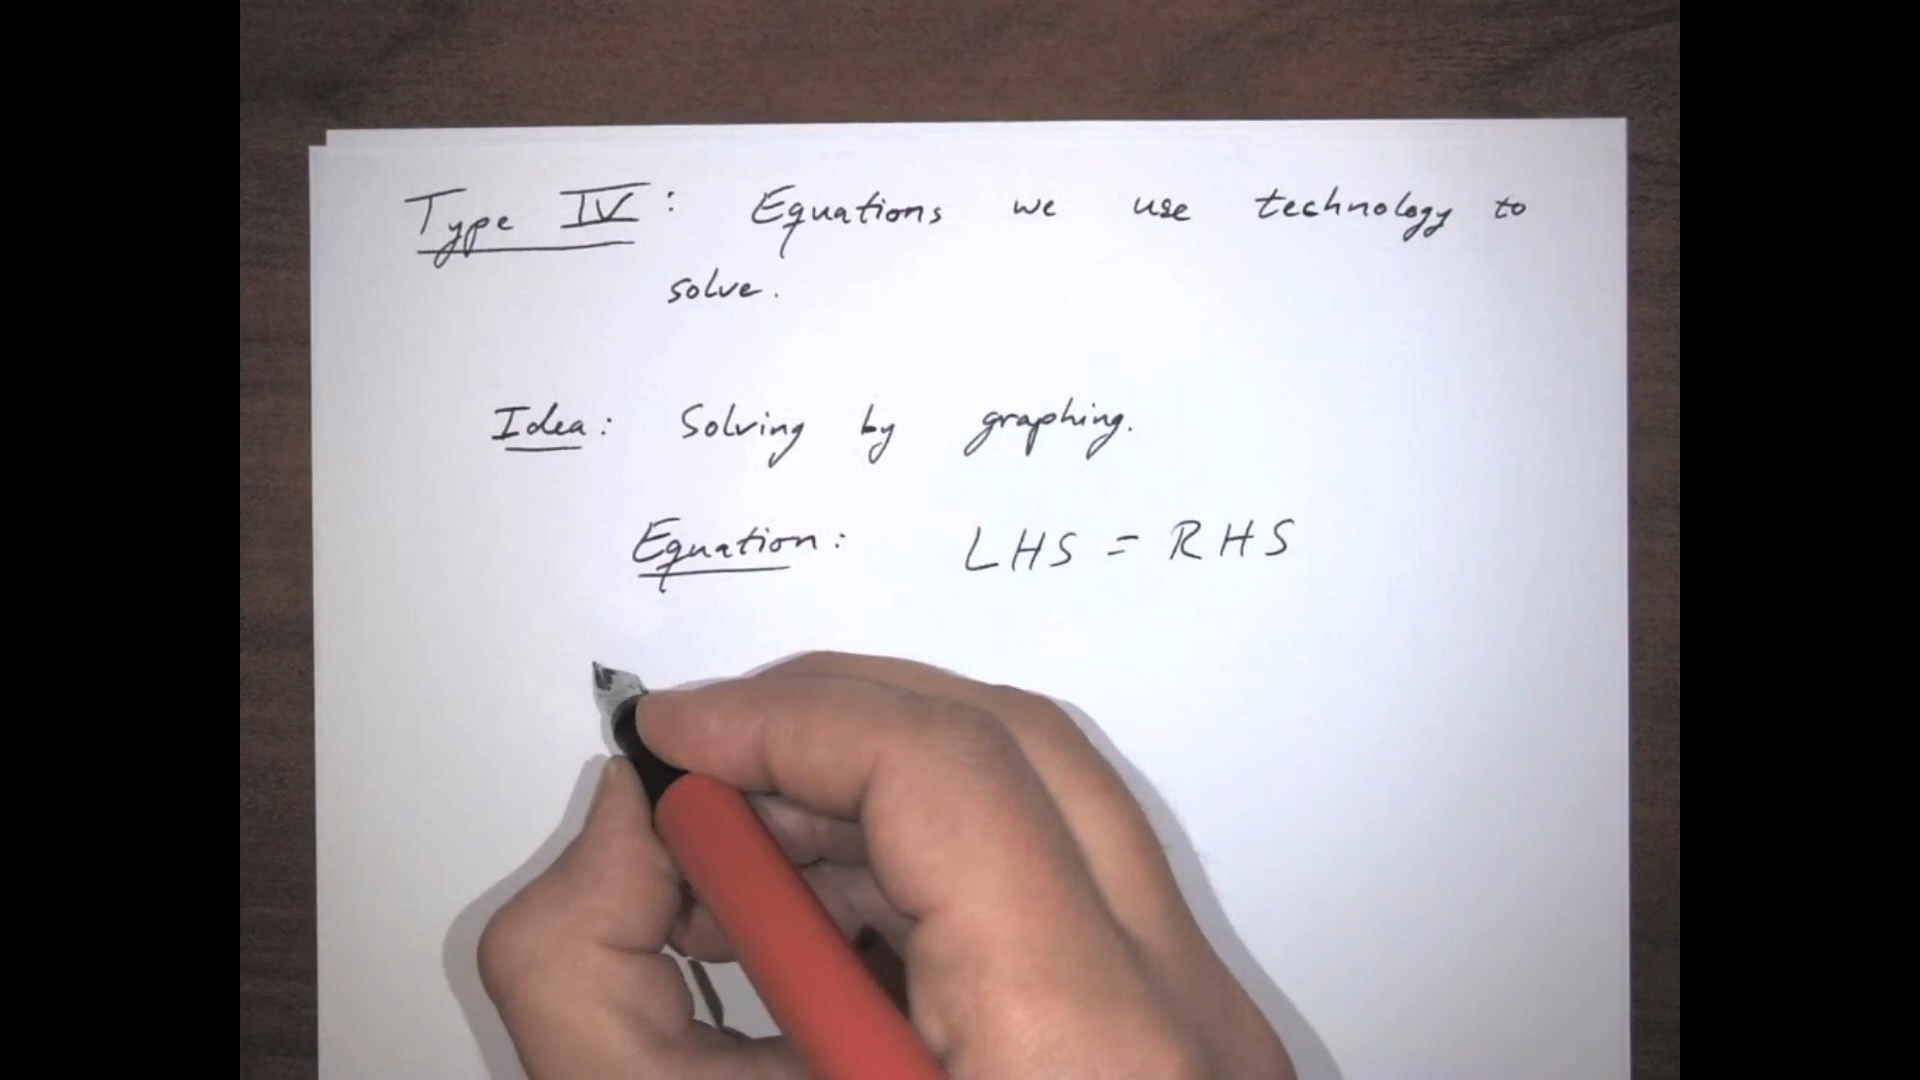 Type IV: Equations we use technology to
solve.
Idea: Solving by graphing.
Equation: LHS = RHS